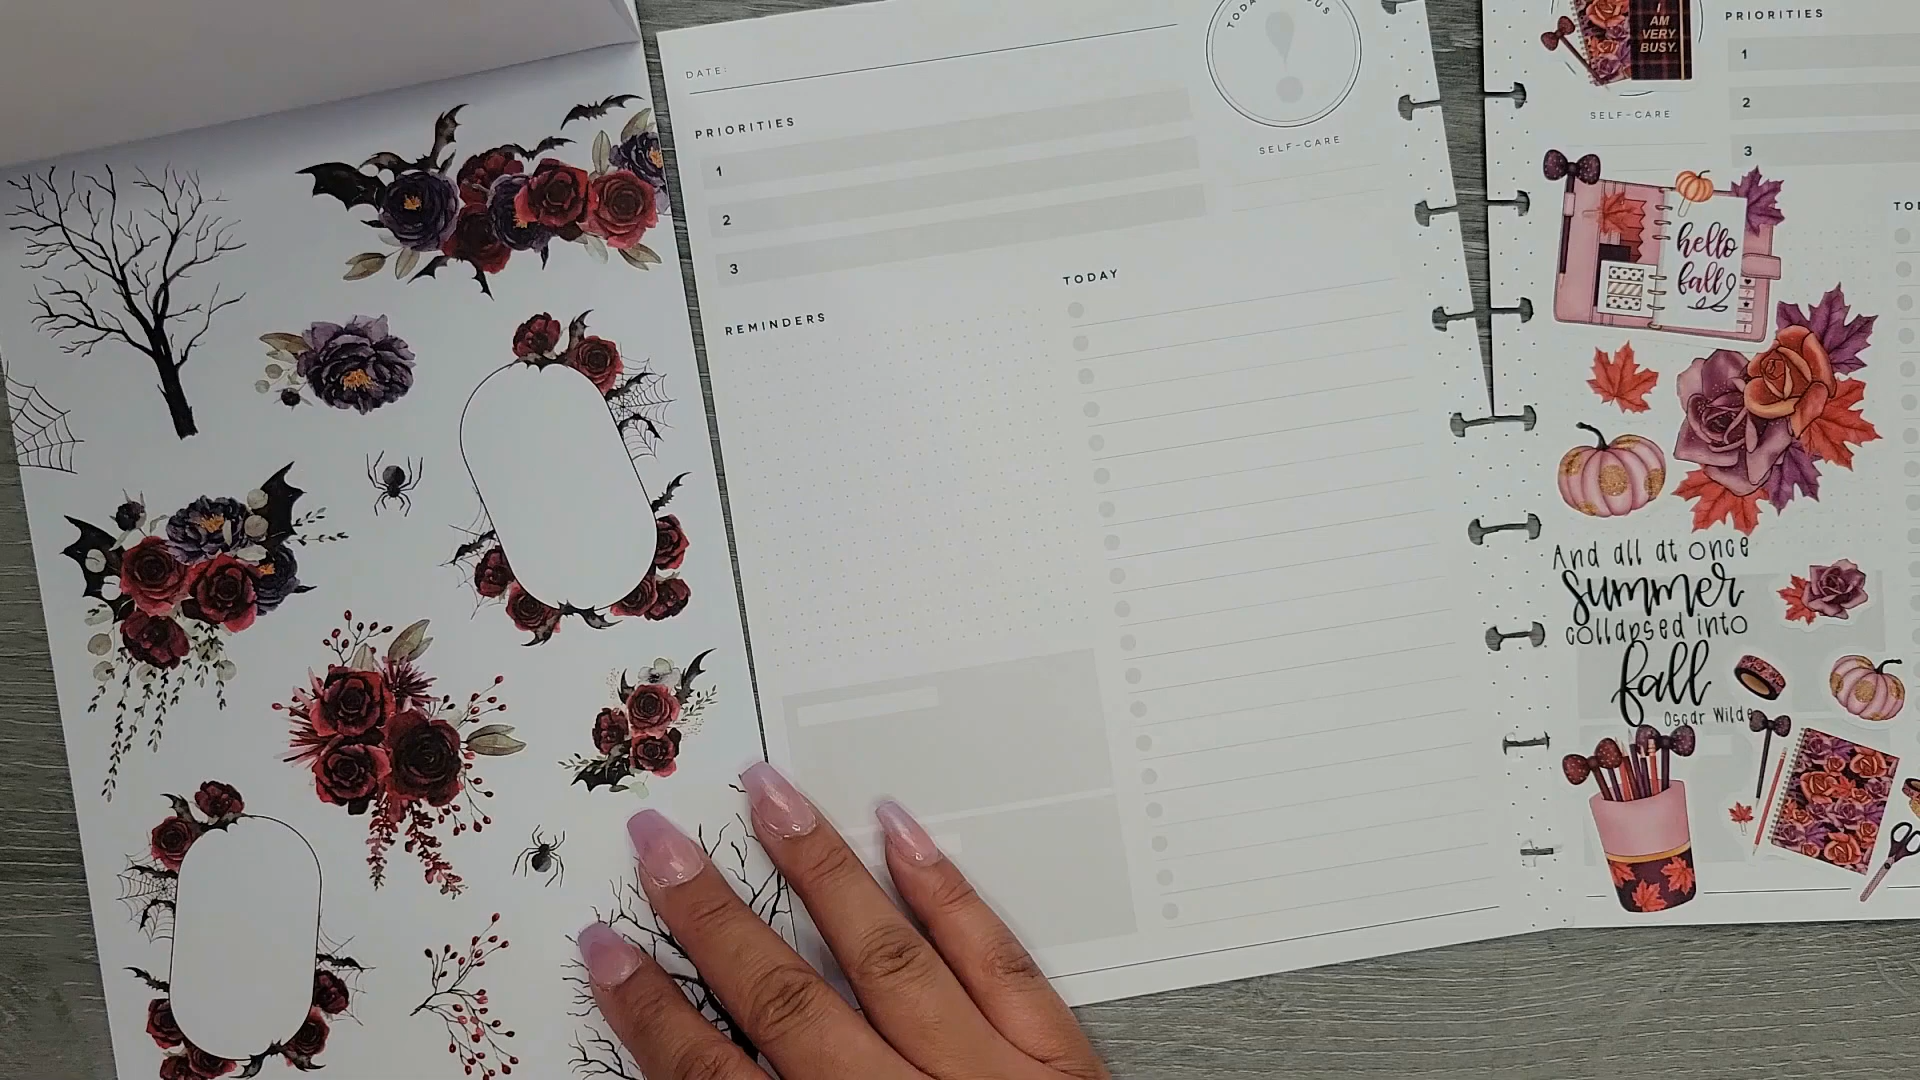 DATE:
PRIORITIES
1
2
3
REMINDERS
TODAY
SELF-CARE
I
AM
VERY
BUSY.
SELF-CARE
PRIORITIES
1
2
3
hello
fall
And all at once
summer
collapsed into
fall
Oscar Wilde